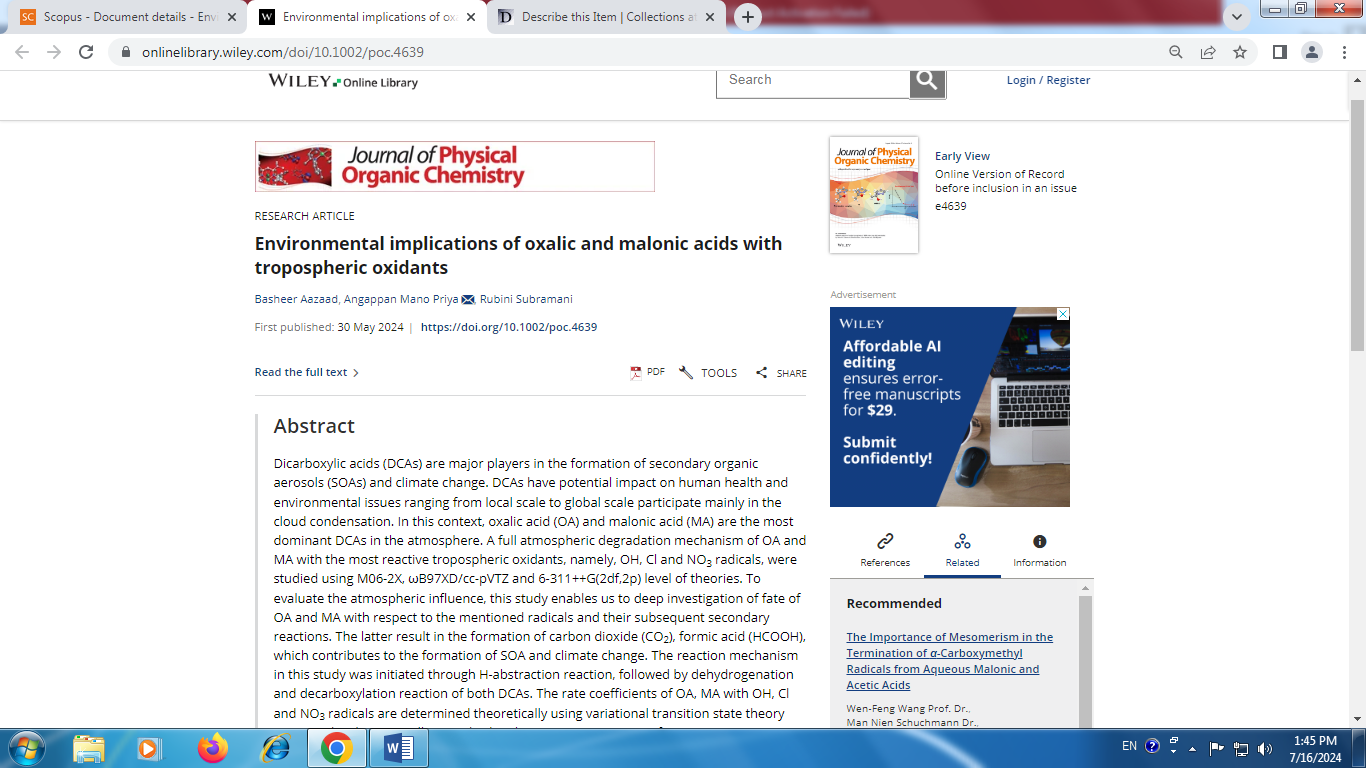 Scopus - Document details - Env
Environmental implications of oxa
Describe this Item | Collections at
onlinelibrary.wiley.com/doi/10.1002/poc.4639
WILEY Online Library
Search
Login / Register
Journal of Physical
Organic Chemistry
RESEARCH ARTICLE
Environmental implications of oxalic and malonic acids with
tropospheric oxidants
Basheer Aazaad, Angappan Mano Priya, Rubini Subramani
First published: 30 May 2024 | https://doi.org/10.1002/poc.4639
Read the full text
PDF
TOOLS
SHARE
Abstract
Dicarboxylic acids (DCAs) are major players in the formation of secondary organic
aerosols (SOAs) and climate change. DCAs have potential impact on human health and
environmental issues ranging from local scale to global scale participate mainly in the
cloud condensation. In this context, oxalic acid (OA) and malonic acid (MA) are the most
dominant DCAs in the atmosphere. A full atmospheric degradation mechanism of OA and
MA with the most reactive tropospheric oxidants, namely, OH, Cl and NO3 radicals, were
studied using M06-2X, ωB97XD/cc-pVTZ and 6-311++G(2df,2p) level of theories. To
evaluate the atmospheric influence, this study enables us to deep investigation of fate of
OA and MA with respect to the mentioned radicals and their subsequent secondary
reactions. The latter result in the formation of carbon dioxide (CO2), formic acid (HCOOH),
which contributes to the formation of SOA and climate change. The reaction mechanism
in this study was initiated through H-abstraction reaction, followed by dehydrogenation
and decarboxylation reaction of both DCAs. The rate coefficients of OA, MA with OH, Cl
and NO3 radicals are determined theoretically using variational transition state theory
Journal of Physical
Organic Chemistry
WILEY
Early View
Online Version of Record
before inclusion in an issue
e4639
Advertisement
WILEY
Affordable AI
editing
ensures error-
free manuscripts
for $29.
Submit
confidently!
References
Related
Information
Recommended
The Importance of Mesomerism in the
Termination of α-Carboxymethyl
Radicals from Aqueous Malonic and
Acetic Acids
Wen-Feng Wang Prof. Dr.,
Man Nien Schuchmann Dr.,
EN
1:45 PM
7/16/2024